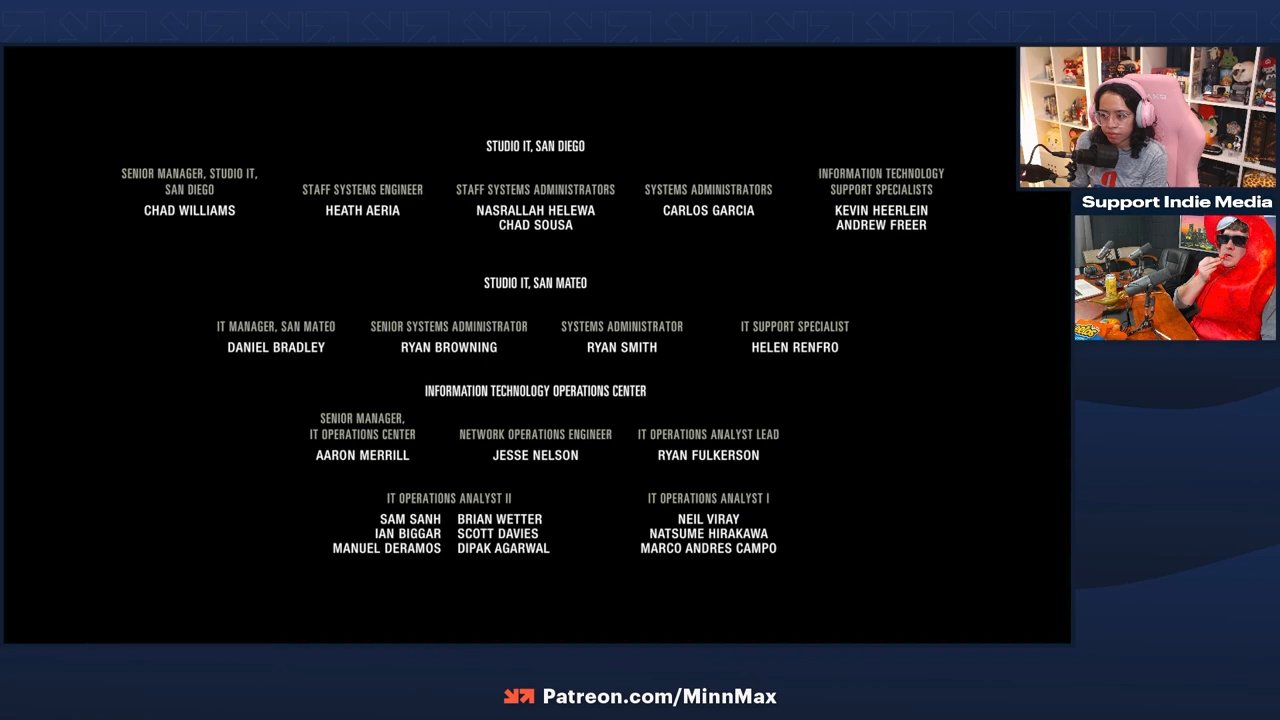 STUDIO IT, SAN DIEGO
SENIOR MANAGER, STUDIO IT,
SAN DIEGO
CHAD WILLIAMS
STAFF SYSTEMS ENGINEER
HEATH AERIA
STAFF SYSTEMS ADMINISTRATORS
NASRALLAH HELEWA
CHAD SOUSA
SYSTEMS ADMINISTRATORS
CARLOS GARCIA
INFORMATION TECHNOLOGY
SUPPORT SPECIALISTS
KEVIN HEERLEIN
ANDREW FREER
STUDIO IT, SAN MATEO
IT MANAGER, SAN MATEO
DANIEL BRADLEY
SENIOR SYSTEMS ADMINISTRATOR
RYAN BROWNING
SYSTEMS ADMINISTRATOR
RYAN SMITH
IT SUPPORT SPECIALIST
HELEN RENFRO
INFORMATION TECHNOLOGY OPERATIONS CENTER
SENIOR MANAGER,
IT OPERATIONS CENTER
AARON MERRILL
NETWORK OPERATIONS ENGINEER
JESSE NELSON
IT OPERATIONS ANALYST LEAD
RYAN FULKERSON
IT OPERATIONS ANALYST II
SAM SANH BRIAN WETTER
IAN BIGGAR SCOTT DAVIES
MANUEL DERAMOS DIPAK AGARWAL
IT OPERATIONS ANALYST I
NEIL VIRAY
NATSUME HIRAKAWA
MARCO ANDRES CAMPO
Support Indie Media
Patreon.com/MinnMax